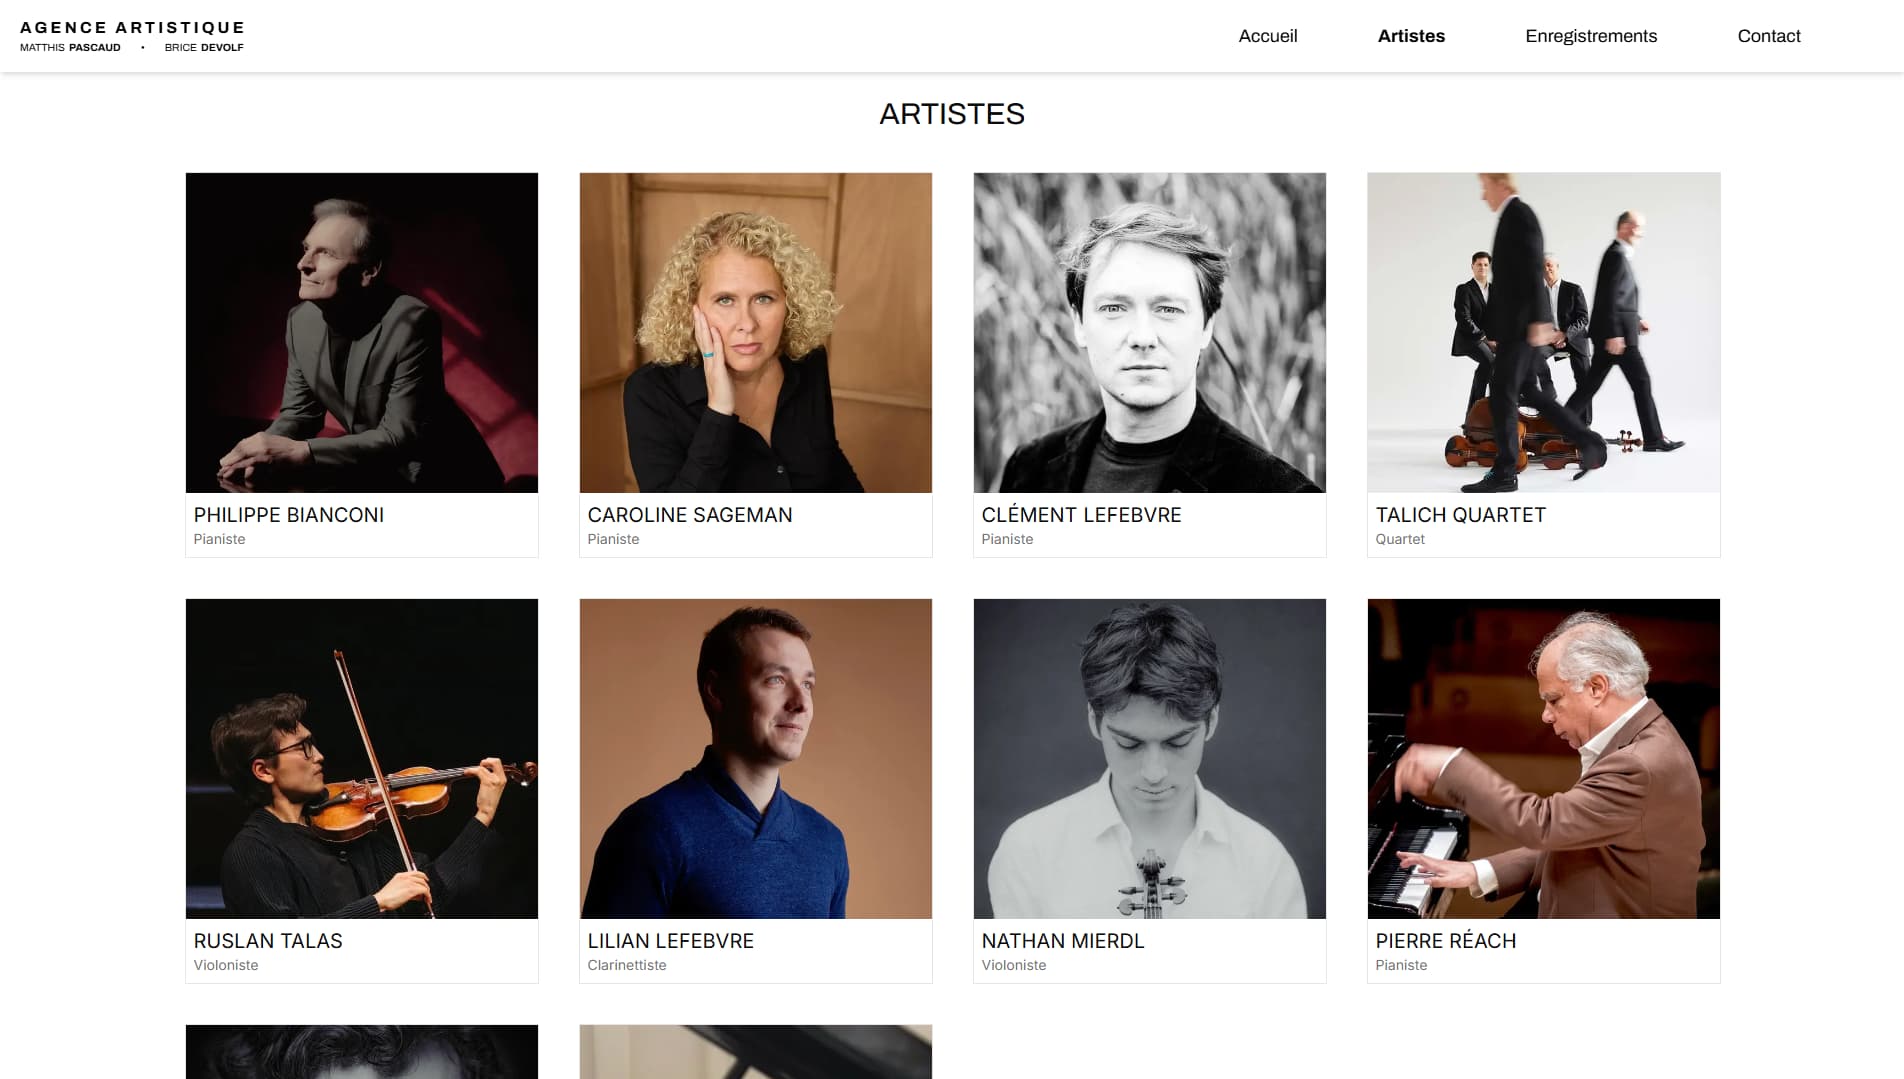 AGENCE ARTISTIQUE
MATTHIS PASCAUD • BRICE DEVOLF
Accueil
Artistes
Enregistrements
Contact
ARTISTES
PHILIPPE BIANCONI
Pianiste
CAROLINE SAGEMAN
Pianiste
CLÉMENT LEFEBVRE
Pianiste
TALICH QUARTET
Quartet
RUSLAN TALAS
Violoniste
LILIAN LEFEBVRE
Clarinettiste
NATHAN MIERDL
Violoniste
PIERRE RÉACH
Pianiste